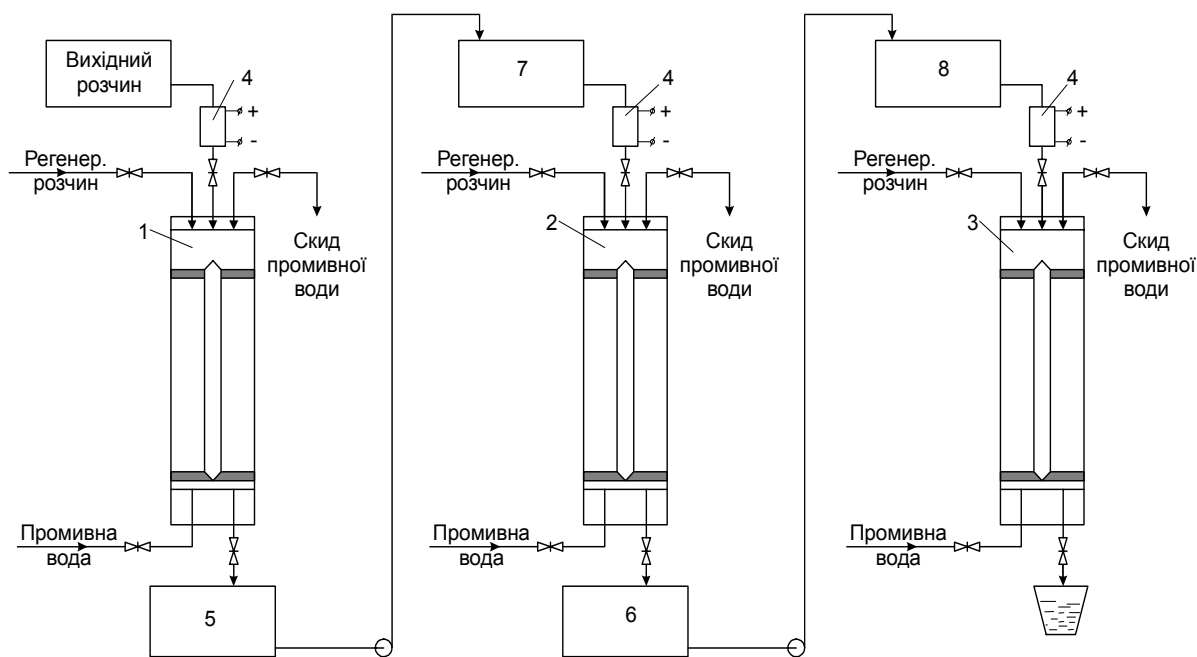 Вихідний
розчин
4
+
-
Регенер.
розчин
1
Скид
промивної
води
Промивна
вода
5
7
4
+
-
Регенер.
розчин
2
Скид
промивної
води
Промивна
вода
6
8
4
+
-
Регенер.
розчин
3
Скид
промивної
води
Промивна
вода